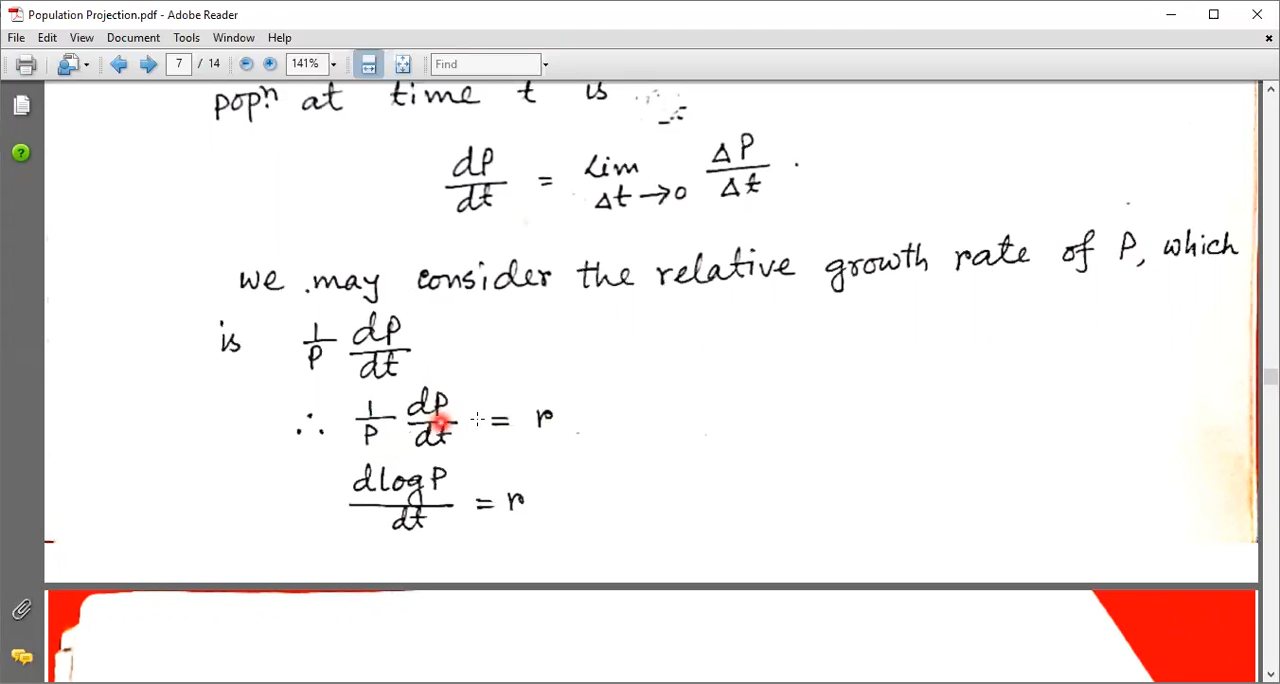 Population Projection.pdf - Adobe Reader
File Edit View Document Tools Window Help
7 / 14 141% Find
popn. at time t is
dP/dt = Lim Δt→0 ΔP/Δt .
we may consider the relative growth rate of P, which
is 1/P dP/dt
∴ 1/P dP/dt = r
dlogP/dt = r